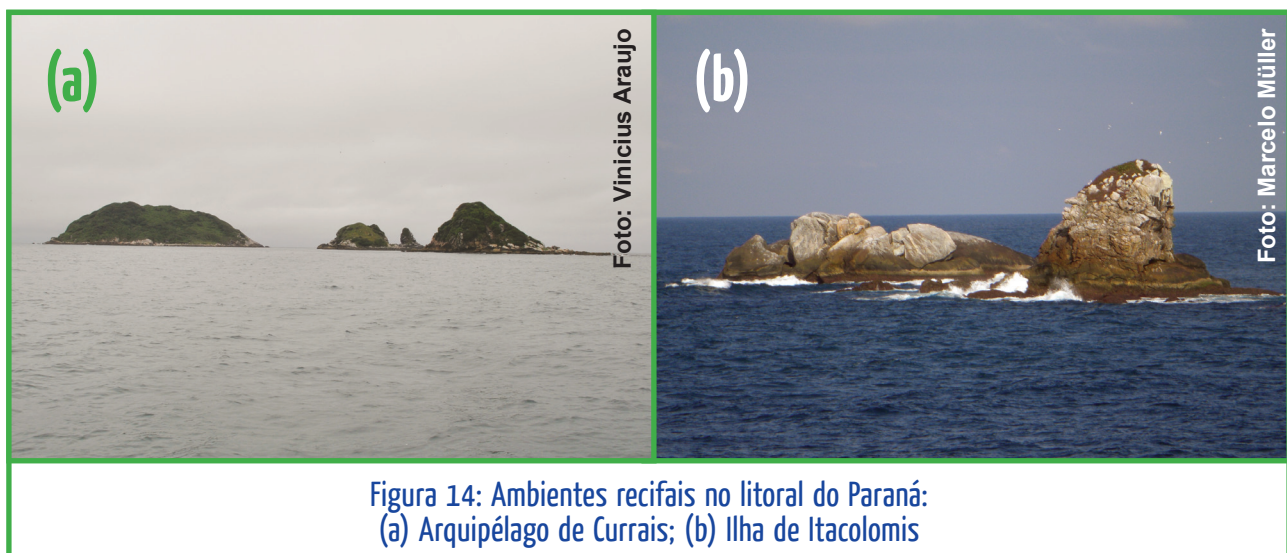 (a)
Foto: Vinicius Araujo
(b)
Foto: Marcelo Müller
Figura 14: Ambientes recifais no litoral do Paraná:
(a) Arquipélago de Currais; (b) Ilha de Itacolomis